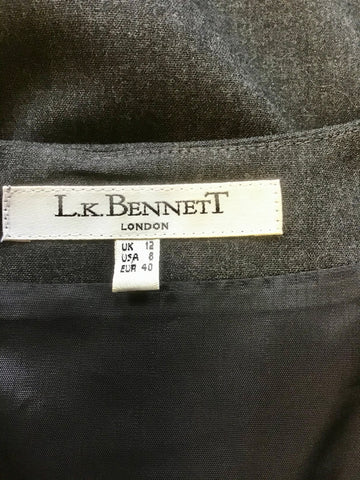 L.K.BENNETT
LONDON
UK 12
USA 8
EUR 40